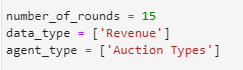 number_of_rounds = 15
data_type = ['Revenue']
agent_type = ['Auction Types']